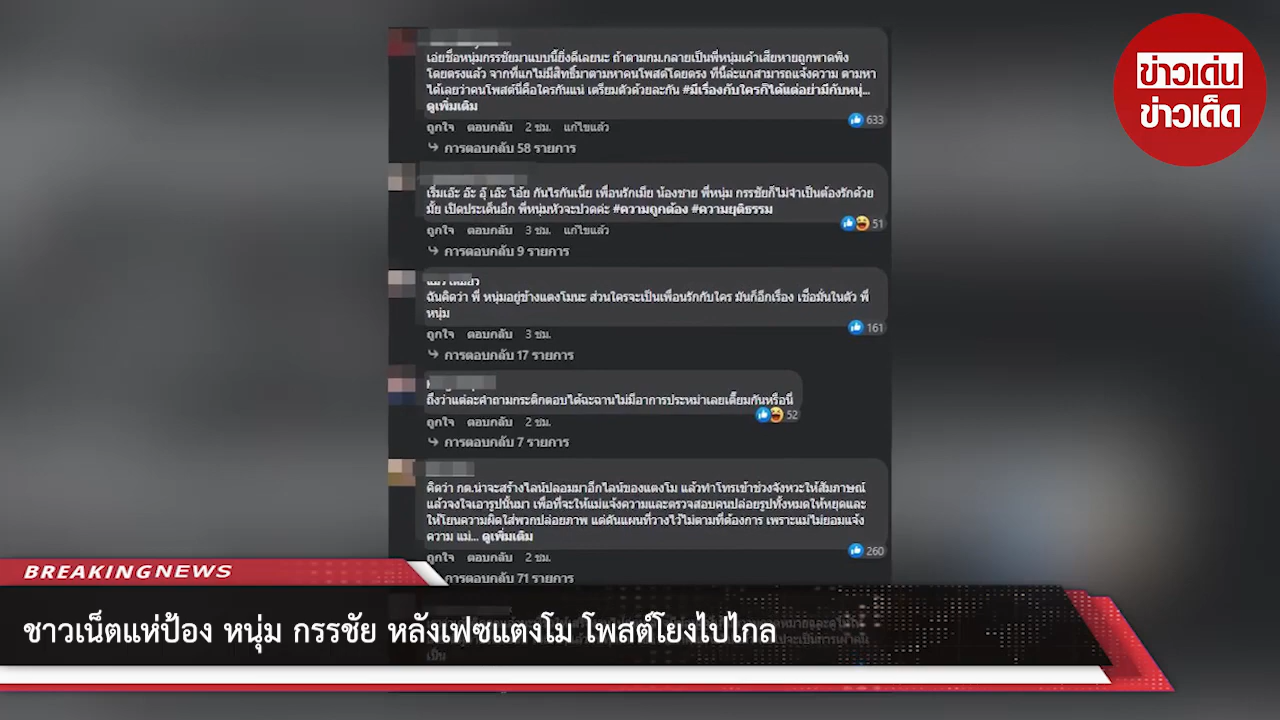 ข่าวเด่น
ข่าวเด็ด
เอ่ยชื่อหนุ่มกรรชัยมาแบบนี้ยิ่งดีเลยนะ ถ้าตามกม.กลายเป็นพี่หนุ่มเค้าเสียหายถูกพาดพิง
โดยตรงแล้ว จากที่แกไม่มีสิทธิ์มาตามหาคนโพสต์โดยตรง ทีนี้ล่ะแกสามารถแจ้งความ ตามหา
ได้เลยว่าคนโพสต์นี่คือใครกันแน่ เตรียมตัวด้วยละกัน #มีเรื่องกับใครก็ได้แต่อย่ามีกับหนุ่...
ดูเพิ่มเติม
633
ถูกใจ ตอบกลับ 2 ชม. แก้ไขแล้ว
การตอบกลับ 58 รายการ
เริ่มเอ๊ะ อ๊ะ อุ๊ เอ๊ะ โอ้ย กันไรกันเนี้ย เพื่อนรักเมีย น้องชาย พี่หนุ่ม กรรชัยก็ไม่จำเป็นต้องรักด้วย
มั้ย เปิดประเด็นอีก พี่หนุ่มหัวจะปวดค่ะ #ความถูกต้อง #ความยุติธรรม
51
ถูกใจ ตอบกลับ 3 ชม. แก้ไขแล้ว
การตอบกลับ 9 รายการ
ฉันคิดว่า พี่ หนุ่มอยู่ข้างแตงโมนะ ส่วนใครจะเป็นเพื่อนรักกับใคร มันก็อีกเรื่อง เชื่อมั่นในตัว พี่
หนุ่ม
161
ถูกใจ ตอบกลับ 3 ชม.
การตอบกลับ 17 รายการ
ถึงว่าแต่ละคำถามกระติกตอบได้ฉะฉานไม่มีอาการประหม่าเลยเตี๊ยมกันหรือนี่
52
ถูกใจ ตอบกลับ 2 ชม.
การตอบกลับ 7 รายการ
คิดว่า กต.น่าจะสร้างไลน์ปลอมมาอีกไลน์ของแตงโม แล้วทำโทรเข้าช่วงจังหวะให้สัมภาษณ์
แล้วจงใจเอารูปนั้นมา เพื่อที่จะให้แม่แจ้งความและตรวจสอบคนปล่อยรูปทั้งหมดให้หยุดและ
ให้โยนความผิดใส่พวกปล่อยภาพ แต่ดันแผนที่วางไว้ไม่ตามที่ต้องการ เพราะแม่ไม่ยอมแจ้ง
ความ แม่... ดูเพิ่มเติม
260
ถูกใจ ตอบกลับ 2 ชม.
การตอบกลับ 71 รายการ
BREAKING NEWS
ชาวเน็ตแห่ป้อง หนุ่ม กรรชัย หลังเฟซแตงโม โพสต์โยงไปไกล